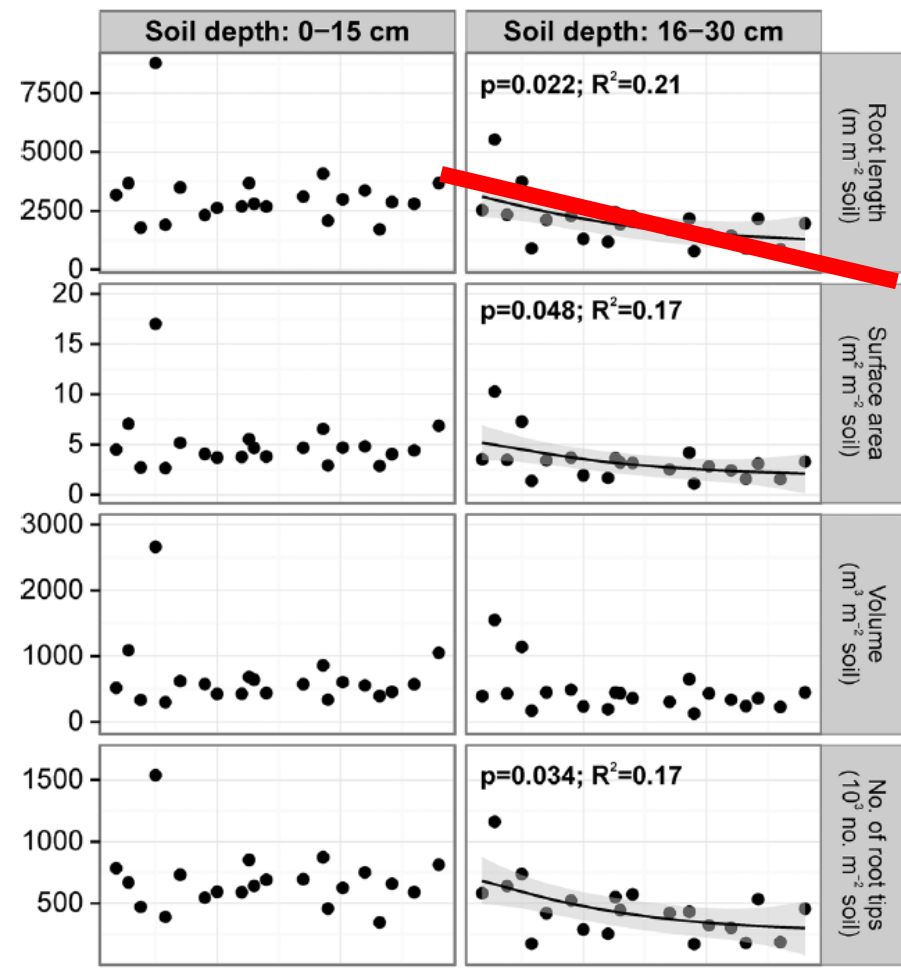 Soil depth: 0−15 cm
Soil depth: 16−30 cm
7500
5000
2500
0
p=0.022; R²=0.21
Root length
(m m⁻² soil)
20
15
10
5
0
p=0.048; R²=0.17
Surface area
(m² m⁻² soil)
3000
2000
1000
0
Volume
(m³ m⁻² soil)
1500
1000
500
p=0.034; R²=0.17
No. of root tips
(10³ no. m⁻² soil)